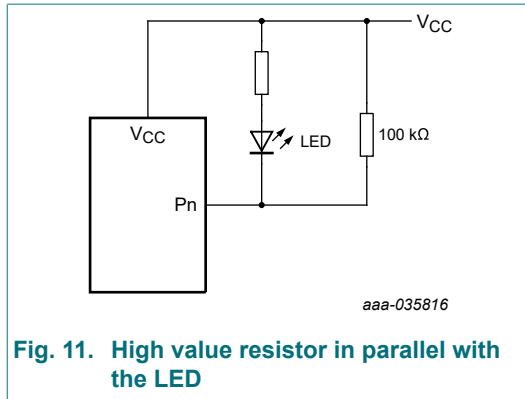 VCC
VCC
100 kΩ
LED
Pn
aaa-035816
Fig. 11. High value resistor in parallel with
the LED